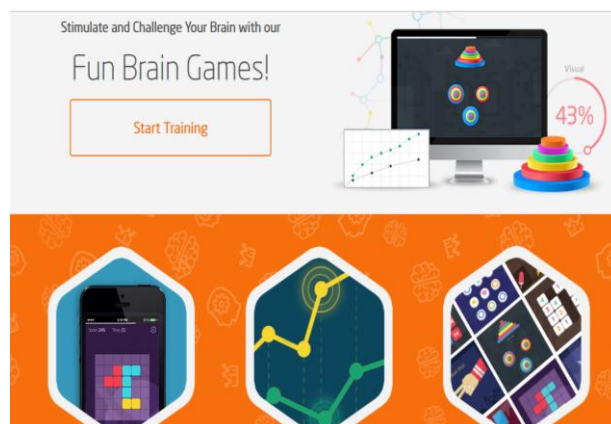 Stimulate and Challenge Your Brain with our
Fun Brain Games!
Start Training
Visual
43%